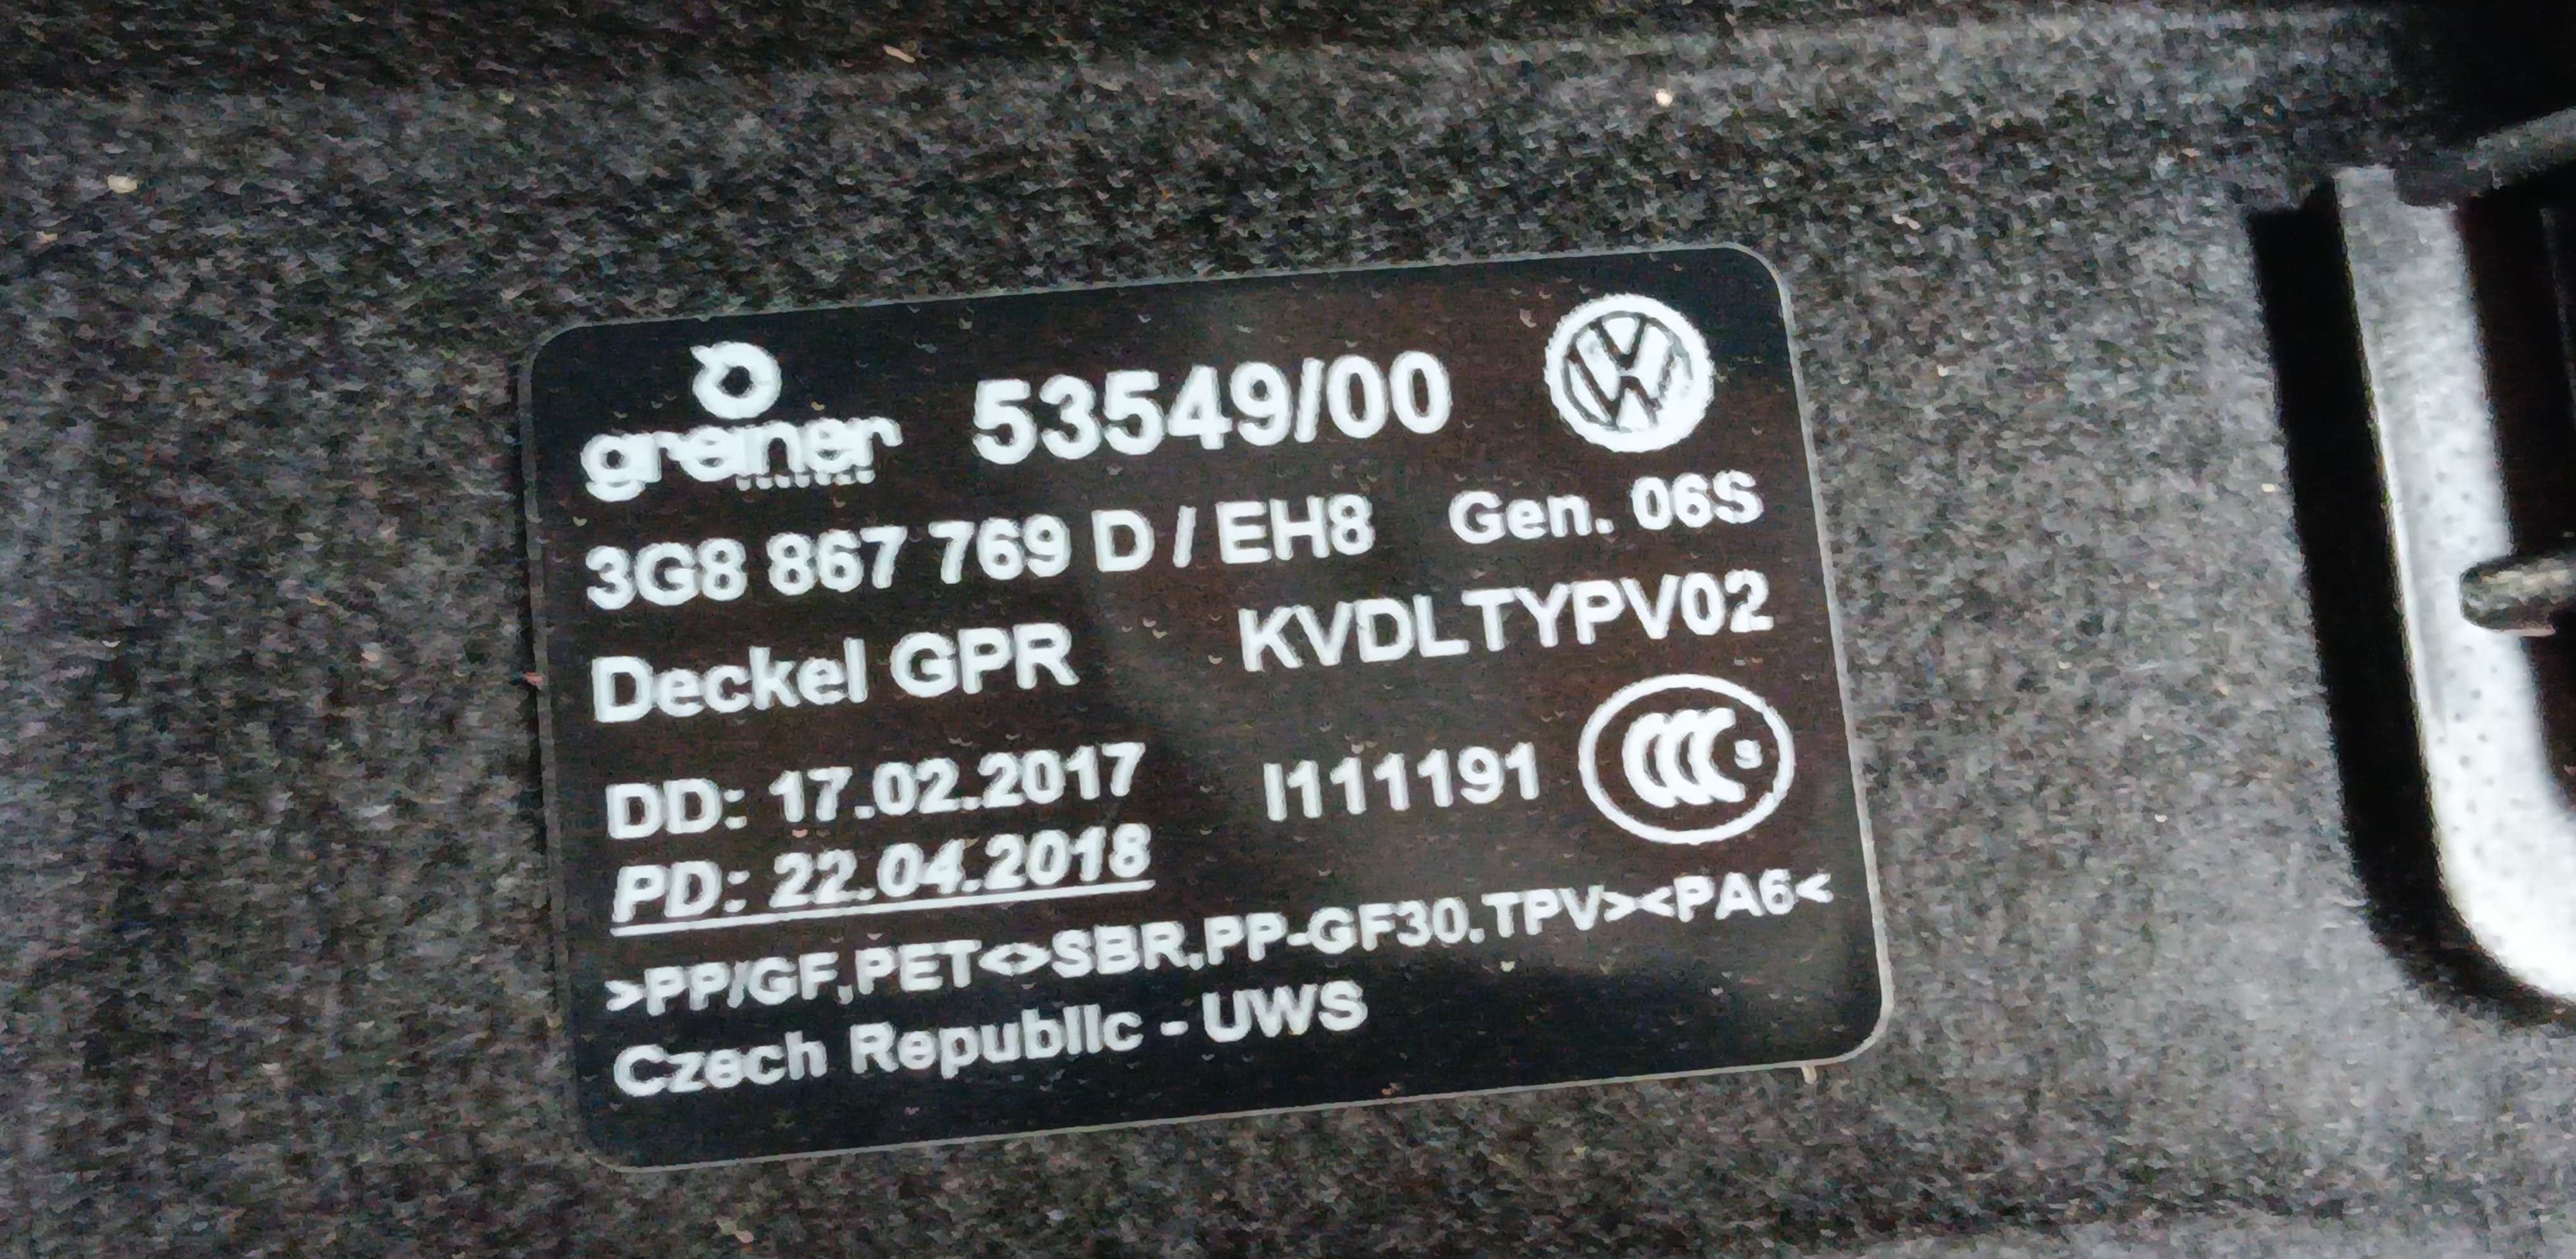 greiner 53549/00
3G8 867 769 D / EH8 Gen. 06S
Deckel GPR KVDLTYPV02
DD: 17.02.2017 I111191 CCC
PD: 22.04.2018
>PP/GF,PET<>SBR,PP-GF30.TPV><PA6<
Czech Republic - UWS